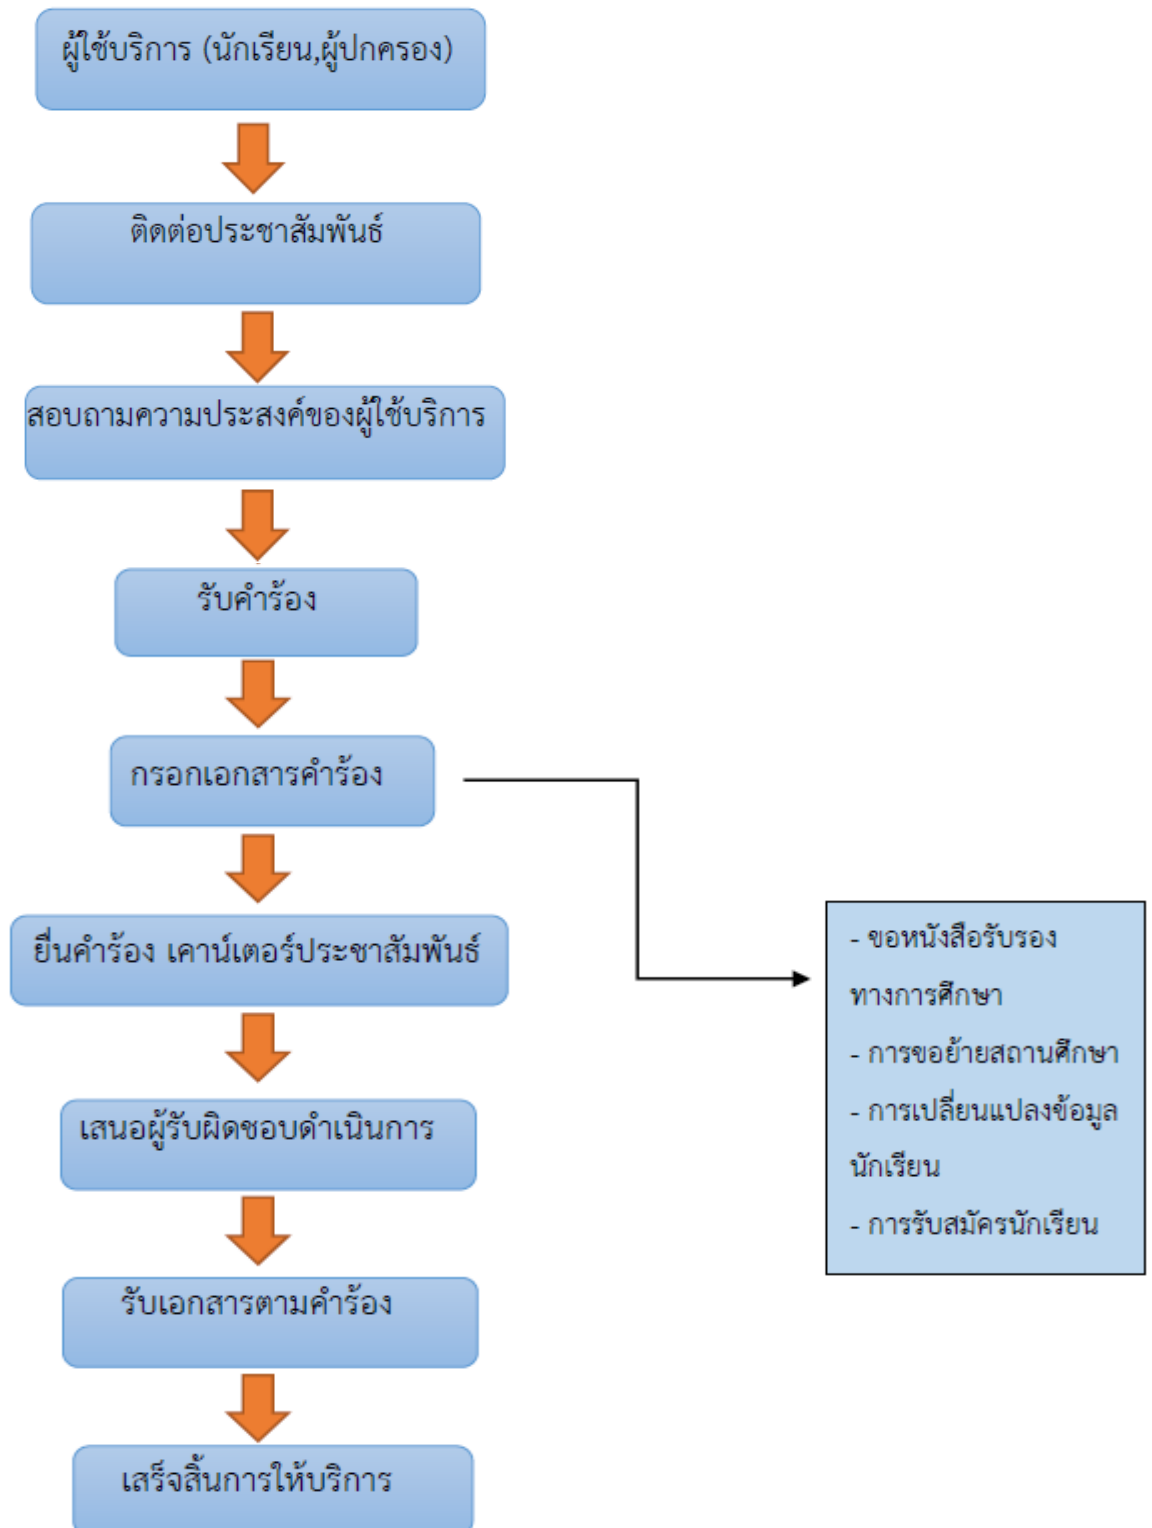 ผู้ใช้บริการ (นักเรียน,ผู้ปกครอง)
ติดต่อประชาสัมพันธ์
สอบถามความประสงค์ของผู้ใช้บริการ
รับคำร้อง
กรอกเอกสารคำร้อง
ยื่นคำร้อง เคาน์เตอร์ประชาสัมพันธ์
เสนอผู้รับผิดชอบดำเนินการ
รับเอกสารตามคำร้อง
เสร็จสิ้นการให้บริการ
- ขอหนังสือรับรอง
ทางการศึกษา
- การขอย้ายสถานศึกษา
- การเปลี่ยนแปลงข้อมูล
นักเรียน
- การรับสมัครนักเรียน